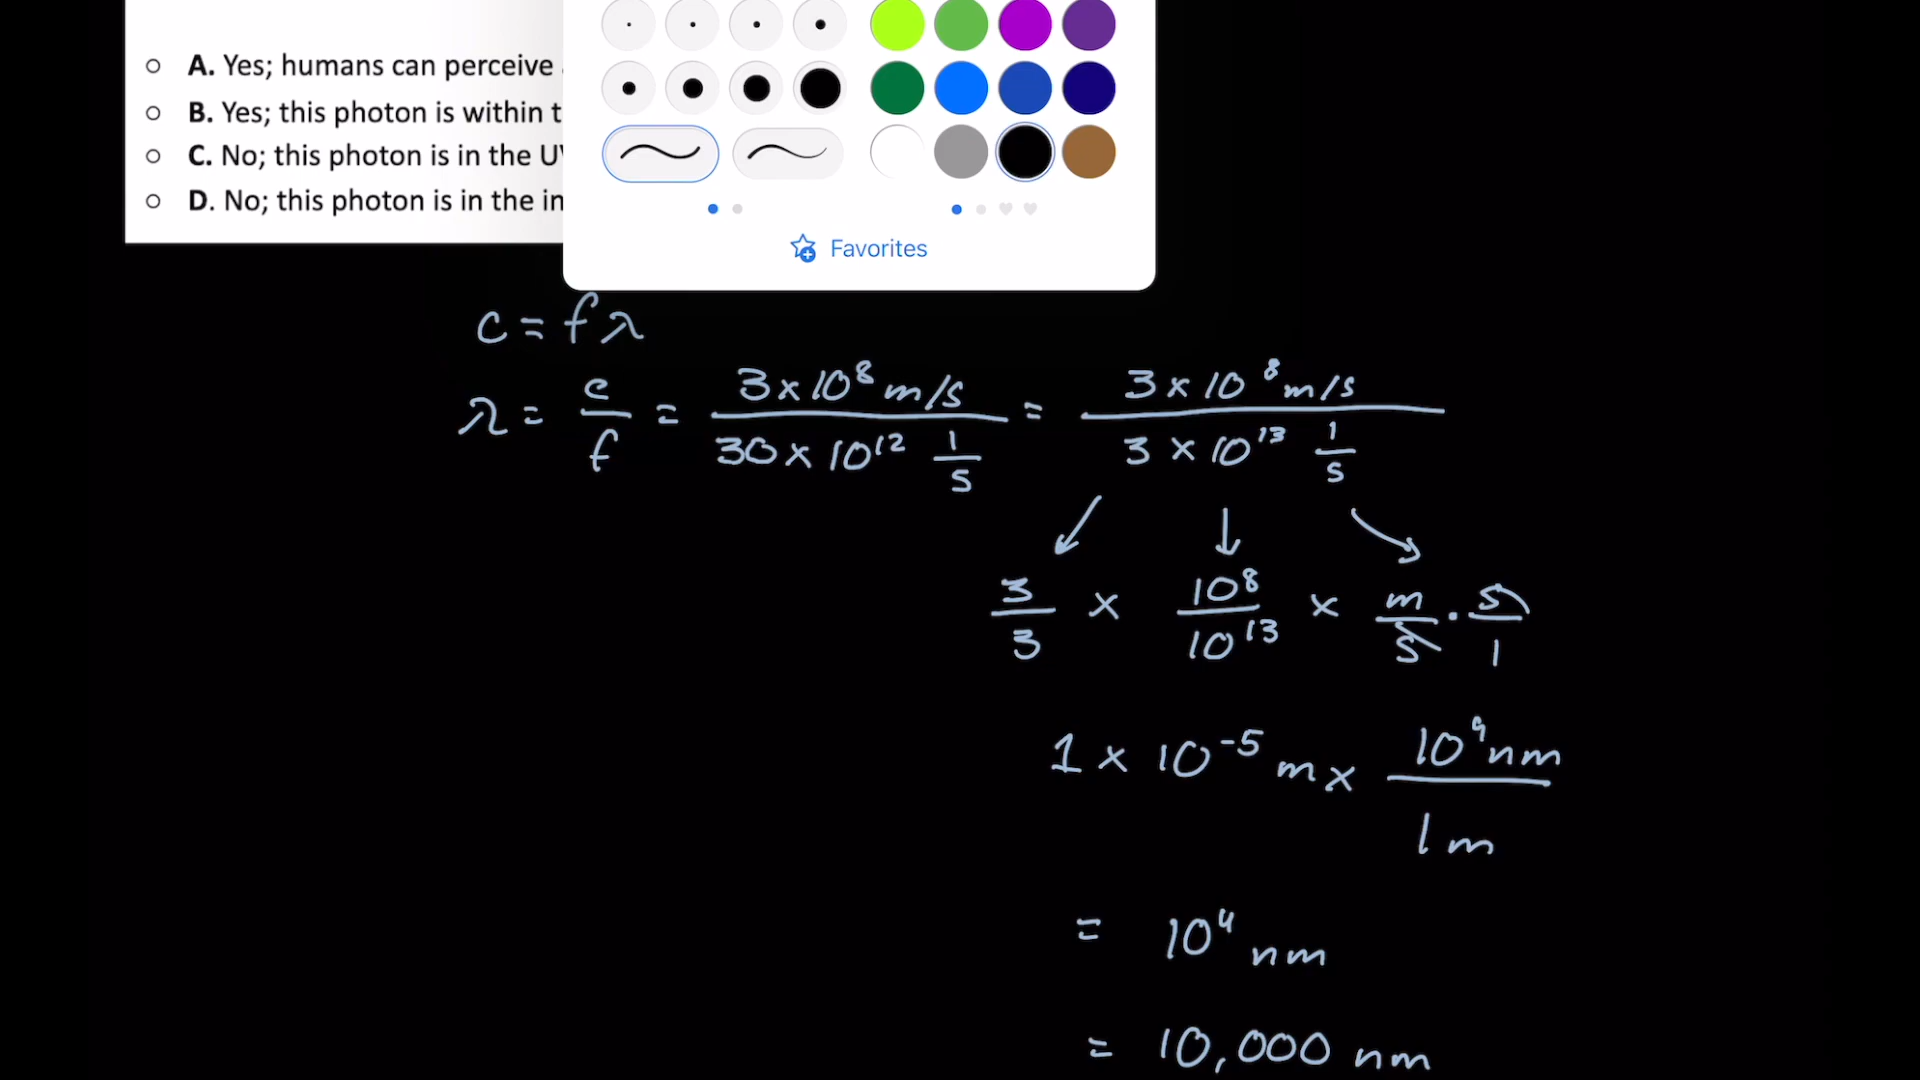 A. Yes; humans can perceive
B. Yes; this photon is within t
C. No; this photon is in the U
D. No; this photon is in the in
Favorites
c = fλ
λ = c/f = 3 x 10⁸ m/s / 30 x 10¹² 1/s = 3 x 10⁸ m/s / 3 x 10¹³ 1/s
3/3 x 10⁸/10¹³ x m/s · s/1
1 x 10⁻⁵ m x 10⁹ nm / 1 m
= 10⁴ nm
= 10,000 nm